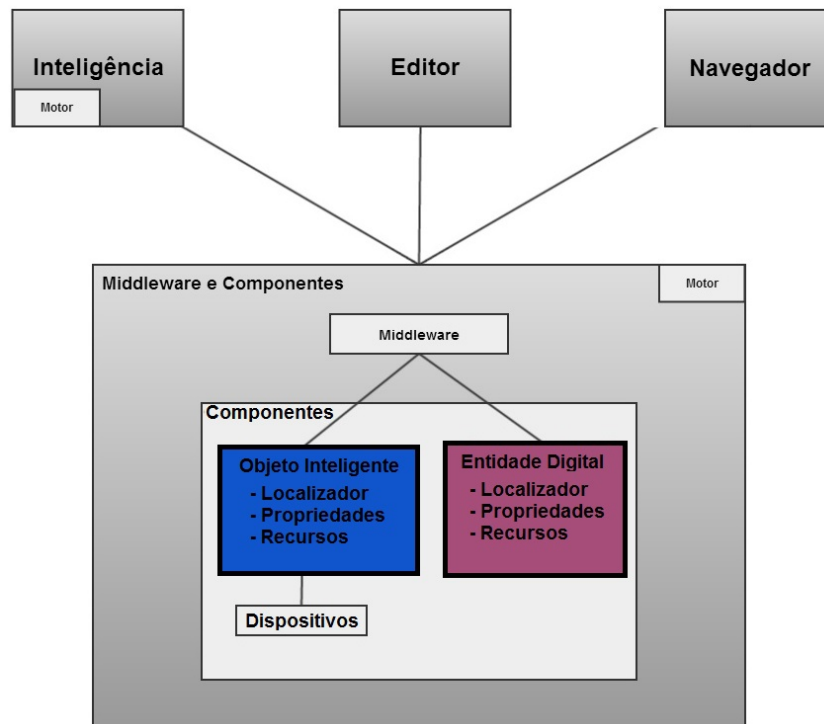 Inteligência
Motor
Editor
Navegador
Middleware e Componentes
Motor
Middleware
Componentes
Objeto Inteligente
- Localizador
- Propriedades
- Recursos
Entidade Digital
- Localizador
- Propriedades
- Recursos
Dispositivos